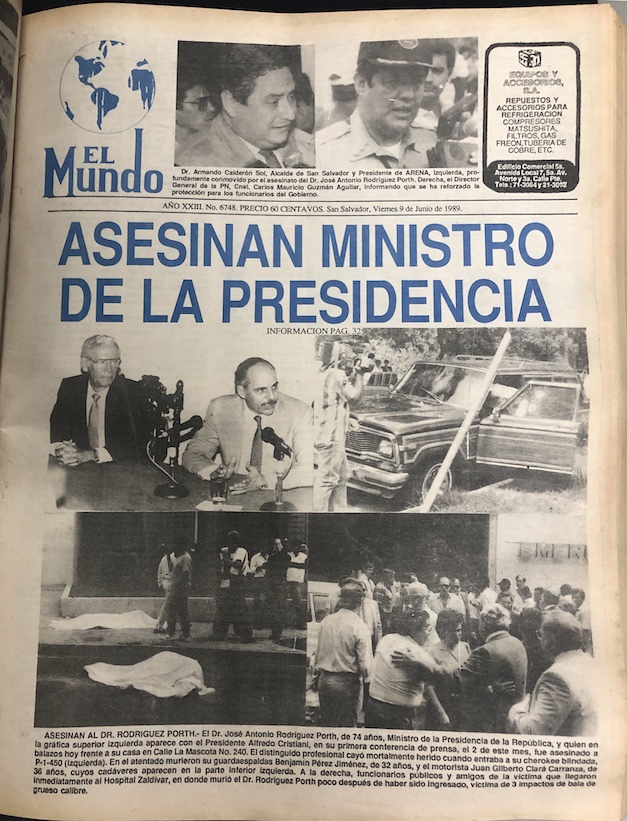 EL
Mundo
Dr. Armando Calderón Sol, Alcalde de San Salvador y Presidente de ARENA, izquierda, pro-
fundamente conmovido por el asesinato del Dr. José Antonio Rodríguez Porth. Derecha, el Director
General de la PN, Cnel. Carlos Mauricio Guzmán Aguilar, informando que se ha reforzado la
protección para los funcionarios del Gobierno.
EQUIPOS Y
ACCESORIOS,
S.A.
REPUESTOS Y
ACCESORIOS PARA
REFRIGERACION
COMPRESORES
MATSUSHITA,
FILTROS, GAS
FREON, TUBERIA DE
COBRE, ETC.
Edificio Comercial 5a,
Avenida Local 7, 5a. Av.
Norte y 3a. Calle Pte.
Tels.: 71-3064 y 21-3002
AÑO XXIII. No. 6748. PRECIO 60 CENTAVOS. San Salvador, Viernes 9 de Junio de 1989.
ASESINAN MINISTRO
DE LA PRESIDENCIA
INFORMACION PAG. 32
EMER
ASESINAN AL DR. RODRIGUEZ PORTH.- El Dr. José Antonio Rodríguez Porth, de 74 años, Ministro de la Presidencia de la República, y quien en
la gráfica superior izquierda aparece con el Presidente Alfredo Cristiani, en su primera conferencia de prensa, el 2 de este mes, fue asesinado a
balazos hoy frente a su casa en Calle La Mascota No. 240. El distinguido profesional cayó mortalmente herido cuando entraba a su cherokee blindada,
P-1-450 (izquierda). En el atentado murieron su guardaespaldas Benjamín Pérez Jiménez, de 32 años, y el motorista Juan Gilberto Clará Carranza, de
36 años, cuyos cadáveres aparecen en la parte inferior izquierda. A la derecha, funcionarios públicos y amigos de la víctima que llegaron
inmediatamente al Hospital Zaldívar, en donde murió el Dr. Rodríguez Porth poco después de haber sido ingresado, víctima de 3 impactos de bala de
grueso calibre.